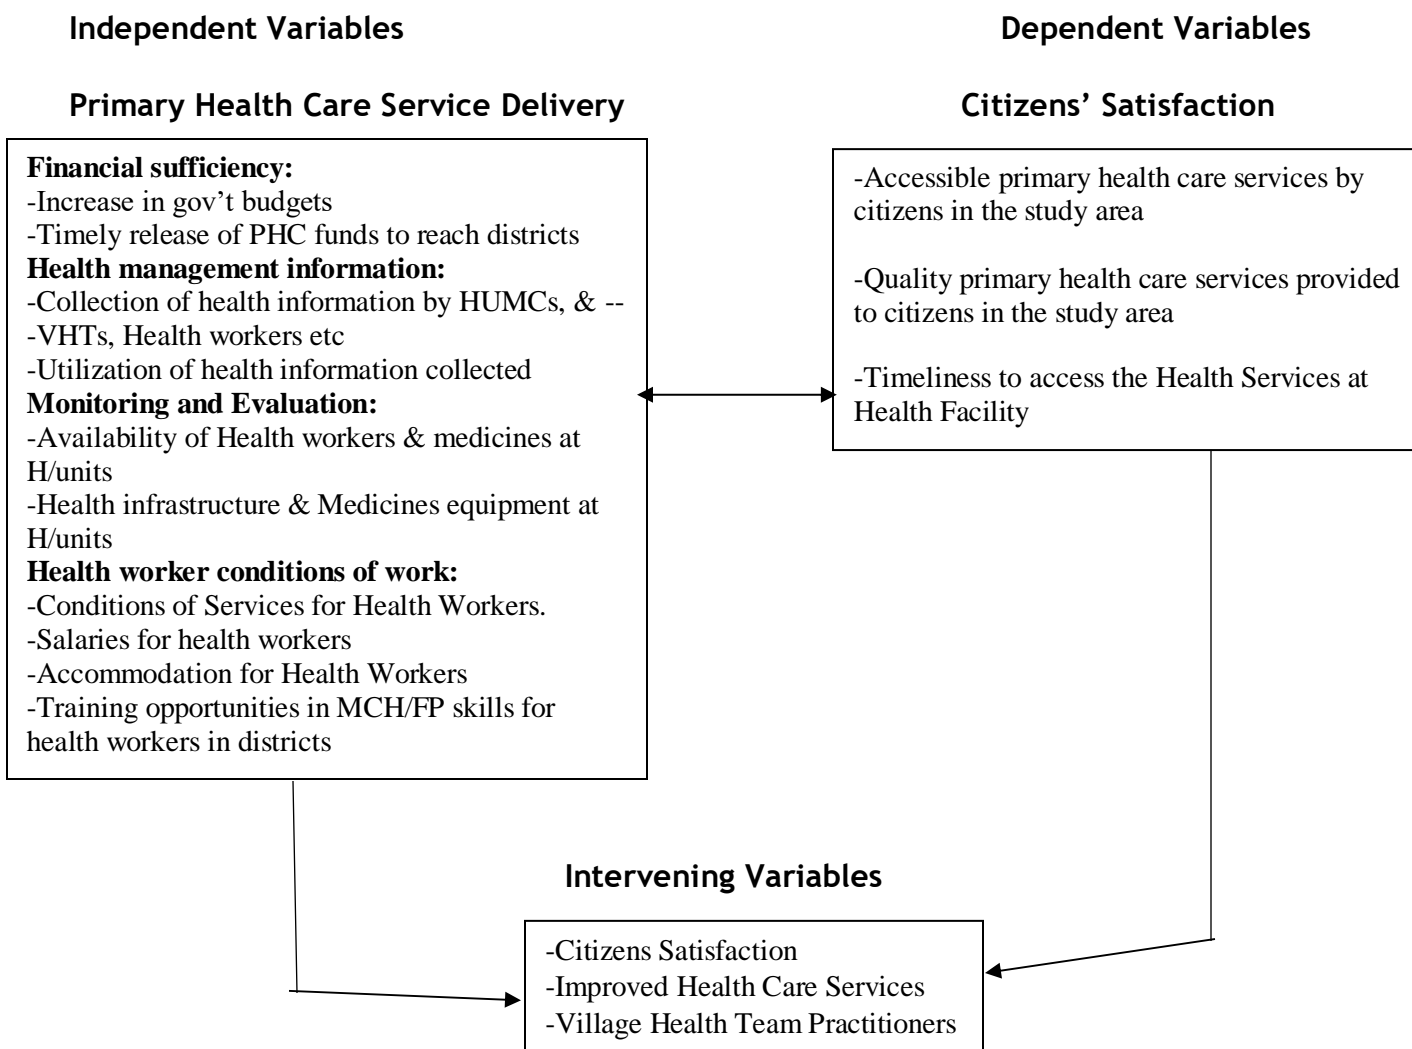 Independent Variables
Dependent Variables
Primary Health Care Service Delivery
Citizens’ Satisfaction
Financial sufficiency:
-Increase in gov’t budgets
-Timely release of PHC funds to reach districts
Health management information:
-Collection of health information by HUMCs, & --
-VHTs, Health workers etc
-Utilization of health information collected
Monitoring and Evaluation:
-Availability of Health workers & medicines at
H/units
-Health infrastructure & Medicines equipment at
H/units
Health worker conditions of work:
-Conditions of Services for Health Workers.
-Salaries for health workers
-Accommodation for Health Workers
-Training opportunities in MCH/FP skills for
health workers in districts
-Accessible primary health care services by
citizens in the study area
-Quality primary health care services provided
to citizens in the study area
-Timeliness to access the Health Services at
Health Facility
Intervening Variables
-Citizens Satisfaction
-Improved Health Care Services
-Village Health Team Practitioners